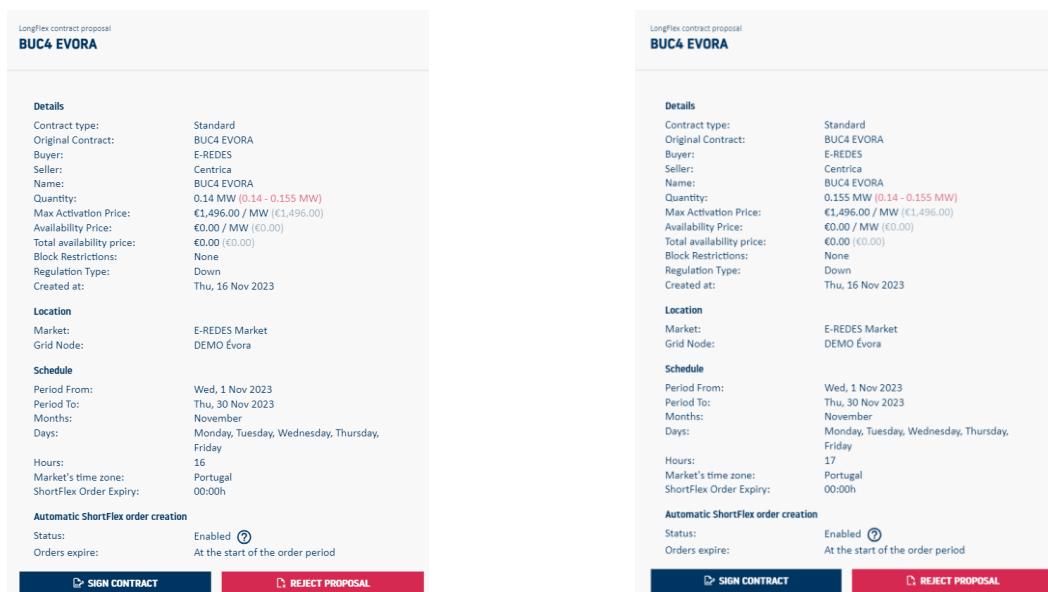 LongFlex contract proposal
BUC4 EVORA
Details
Contract type: Standard
Original Contract: BUC4 EVORA
Buyer: E-REDES
Seller: Centrica
Name: BUC4 EVORA
Quantity: 0.14 MW (0.14 - 0.155 MW)
Max Activation Price: €1,496.00 / MW (€1,496.00)
Availability Price: €0.00 / MW (€0.00)
Total availability price: €0.00 (€0.00)
Block Restrictions: None
Regulation Type: Down
Created at: Thu, 16 Nov 2023
Location
Market: E-REDES Market
Grid Node: DEMO Évora
Schedule
Period From: Wed, 1 Nov 2023
Period To: Thu, 30 Nov 2023
Months: November
Days: Monday, Tuesday, Wednesday, Thursday,
Friday
Hours: 16
Market's time zone: Portugal
ShortFlex Order Expiry: 00:00h
Automatic ShortFlex order creation
Status: Enabled ?
Orders expire: At the start of the order period
SIGN CONTRACT
REJECT PROPOSAL
LongFlex contract proposal
BUC4 EVORA
Details
Contract type: Standard
Original Contract: BUC4 EVORA
Buyer: E-REDES
Seller: Centrica
Name: BUC4 EVORA
Quantity: 0.155 MW (0.14 - 0.155 MW)
Max Activation Price: €1,496.00 / MW (€1,496.00)
Availability Price: €0.00 / MW (€0.00)
Total availability price: €0.00 (€0.00)
Block Restrictions: None
Regulation Type: Down
Created at: Thu, 16 Nov 2023
Location
Market: E-REDES Market
Grid Node: DEMO Évora
Schedule
Period From: Wed, 1 Nov 2023
Period To: Thu, 30 Nov 2023
Months: November
Days: Monday, Tuesday, Wednesday, Thursday,
Friday
Hours: 17
Market's time zone: Portugal
ShortFlex Order Expiry: 00:00h
Automatic ShortFlex order creation
Status: Enabled ?
Orders expire: At the start of the order period
SIGN CONTRACT
REJECT PROPOSAL